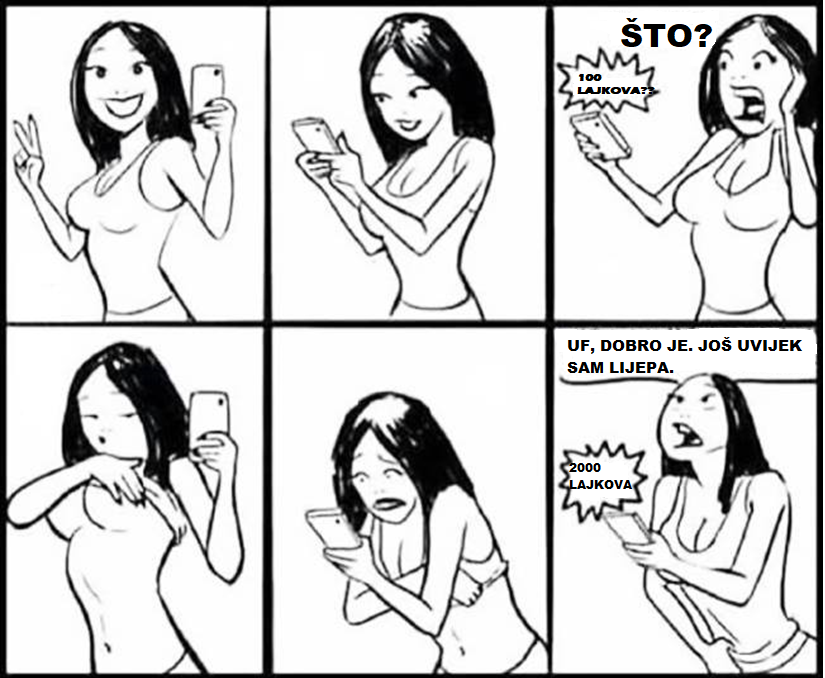 ŠTO?
100
LAJKOVA??
UF, DOBRO JE. JOŠ UVIJEK
SAM LIJEPA.
2000
LAJKOVA